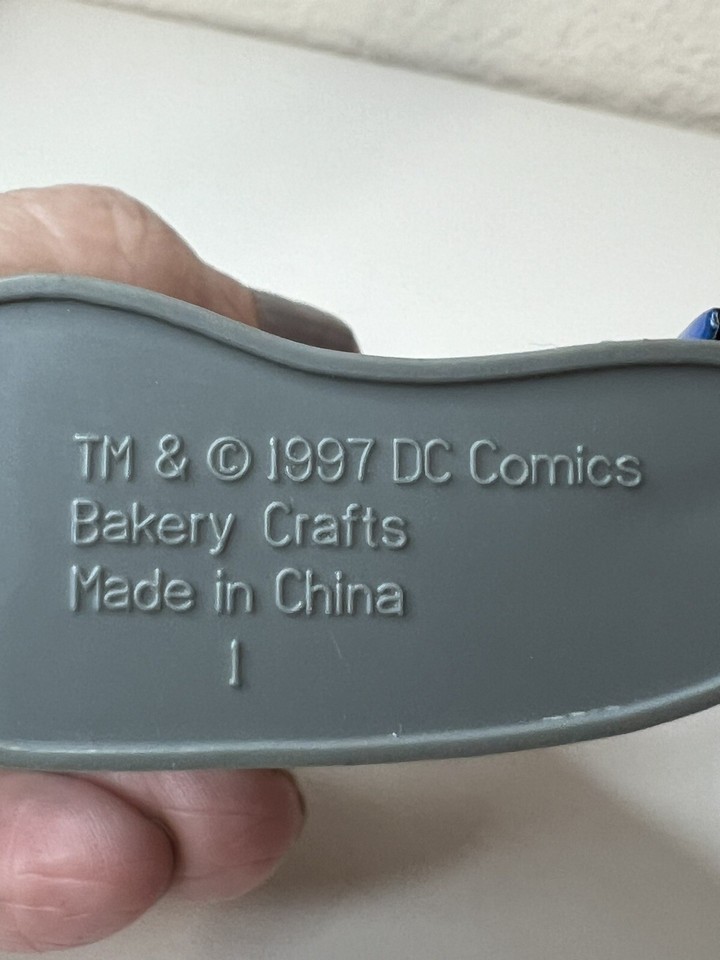 TM & © 1997 DC Comics
Bakery Crafts
Made in China
1